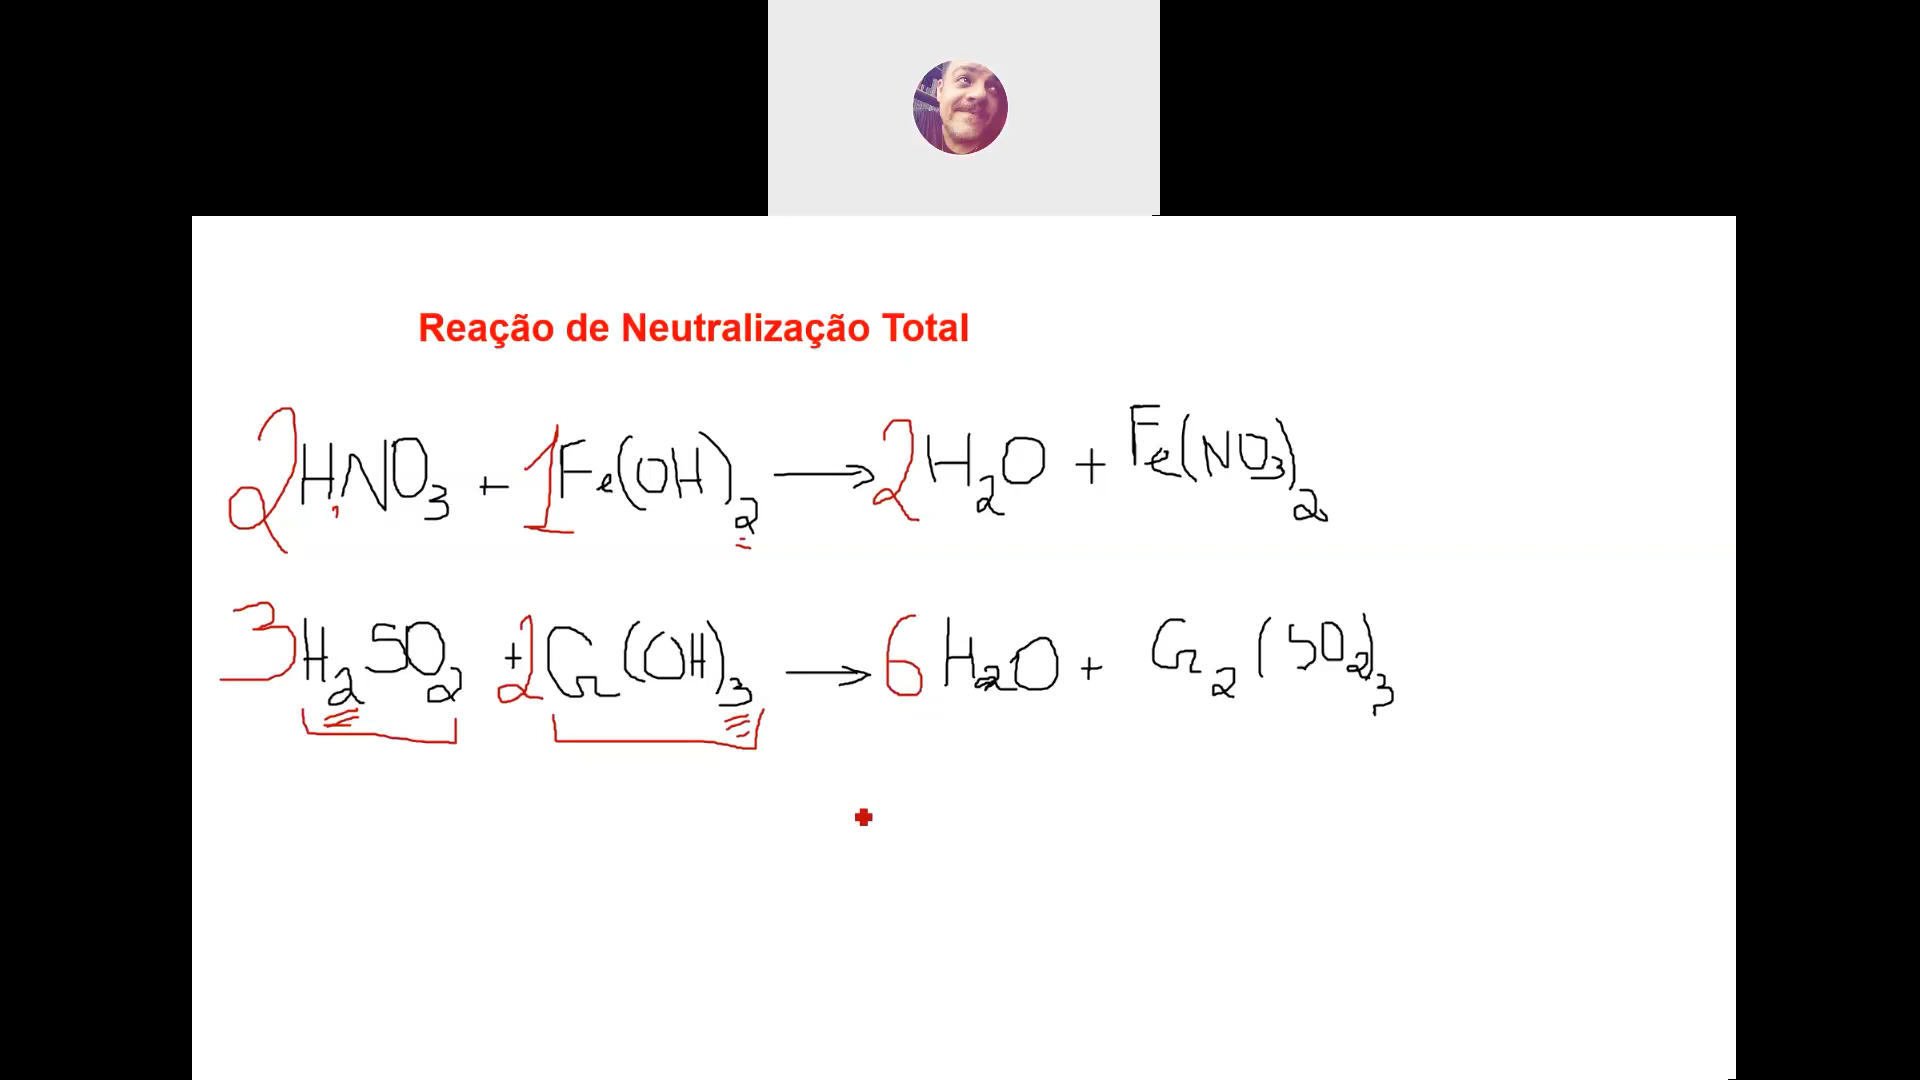 Reação de Neutralização Total
2HNO₃ + 1Fe(OH)₂ → 2H₂O + Fe(NO₃)₂
3H₂SO₂ + 2Cr(OH)₃ → 6H₂O + Cr₂(SO₂)₃